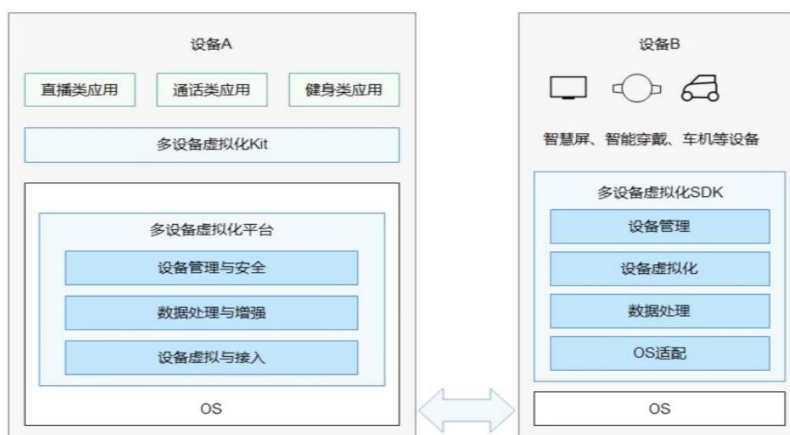 设备A
直播类应用
通话类应用
健身类应用
多设备虚拟化Kit
多设备虚拟化平台
设备管理与安全
数据处理与增强
设备虚拟与接入
OS
设备B
智慧屏、智能穿戴、车机等设备
多设备虚拟化SDK
设备管理
设备虚拟化
数据处理
OS适配
OS